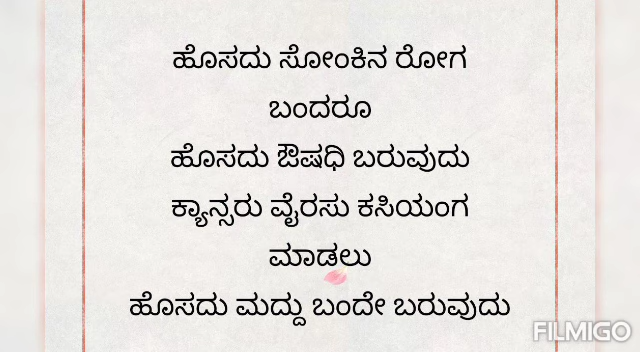 ಹೊಸದು ಸೋಂಕಿನ ರೋಗ
ಬಂದರೂ
ಹೊಸದು ಔಷಧಿ ಬರುವುದು
ಕ್ಯಾನ್ಸರು ವೈರಸು ಕಸಿಯಂಗ
ಮಾಡಲು
ಹೊಸದು ಮದ್ದು ಬಂದೇ ಬರುವುದು
FILMIGO